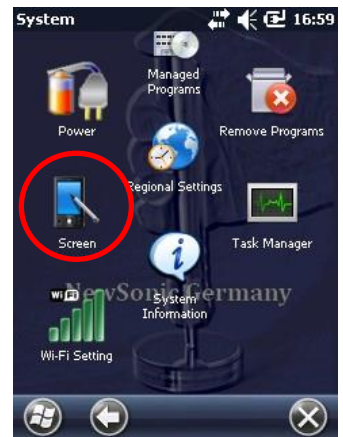 System 16:59
Managed
Programs
Power
Remove Programs
Regional Settings
Screen
Task Manager
NewSonic Germany
System
Information
WiFi
Wi-Fi Setting